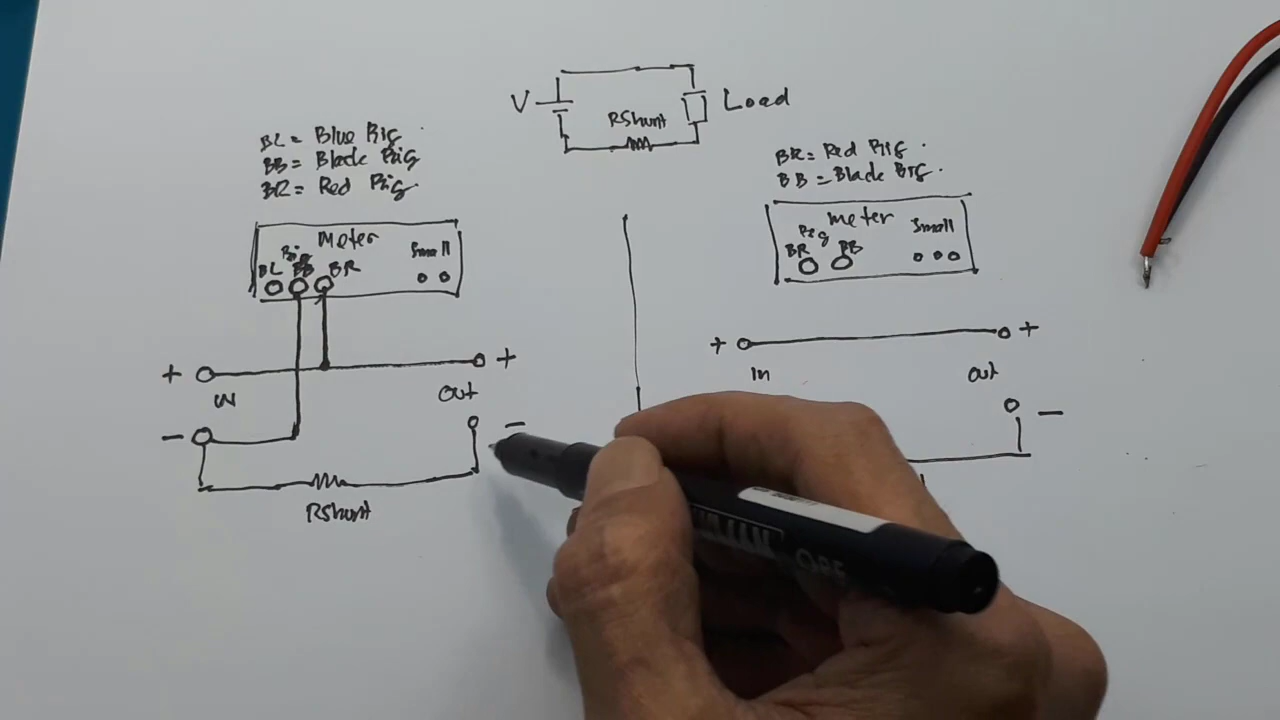 V
Load
RShunt
BL = Blue Big
BB = Black Big
BR = Red Big
BR = Red Big
BB = Black Big
meter
Big
Small
BL BB BR
meter
Big
Small
BR BB
+ +
IN
Out
- -
RShunt
+ +
In
Out
-